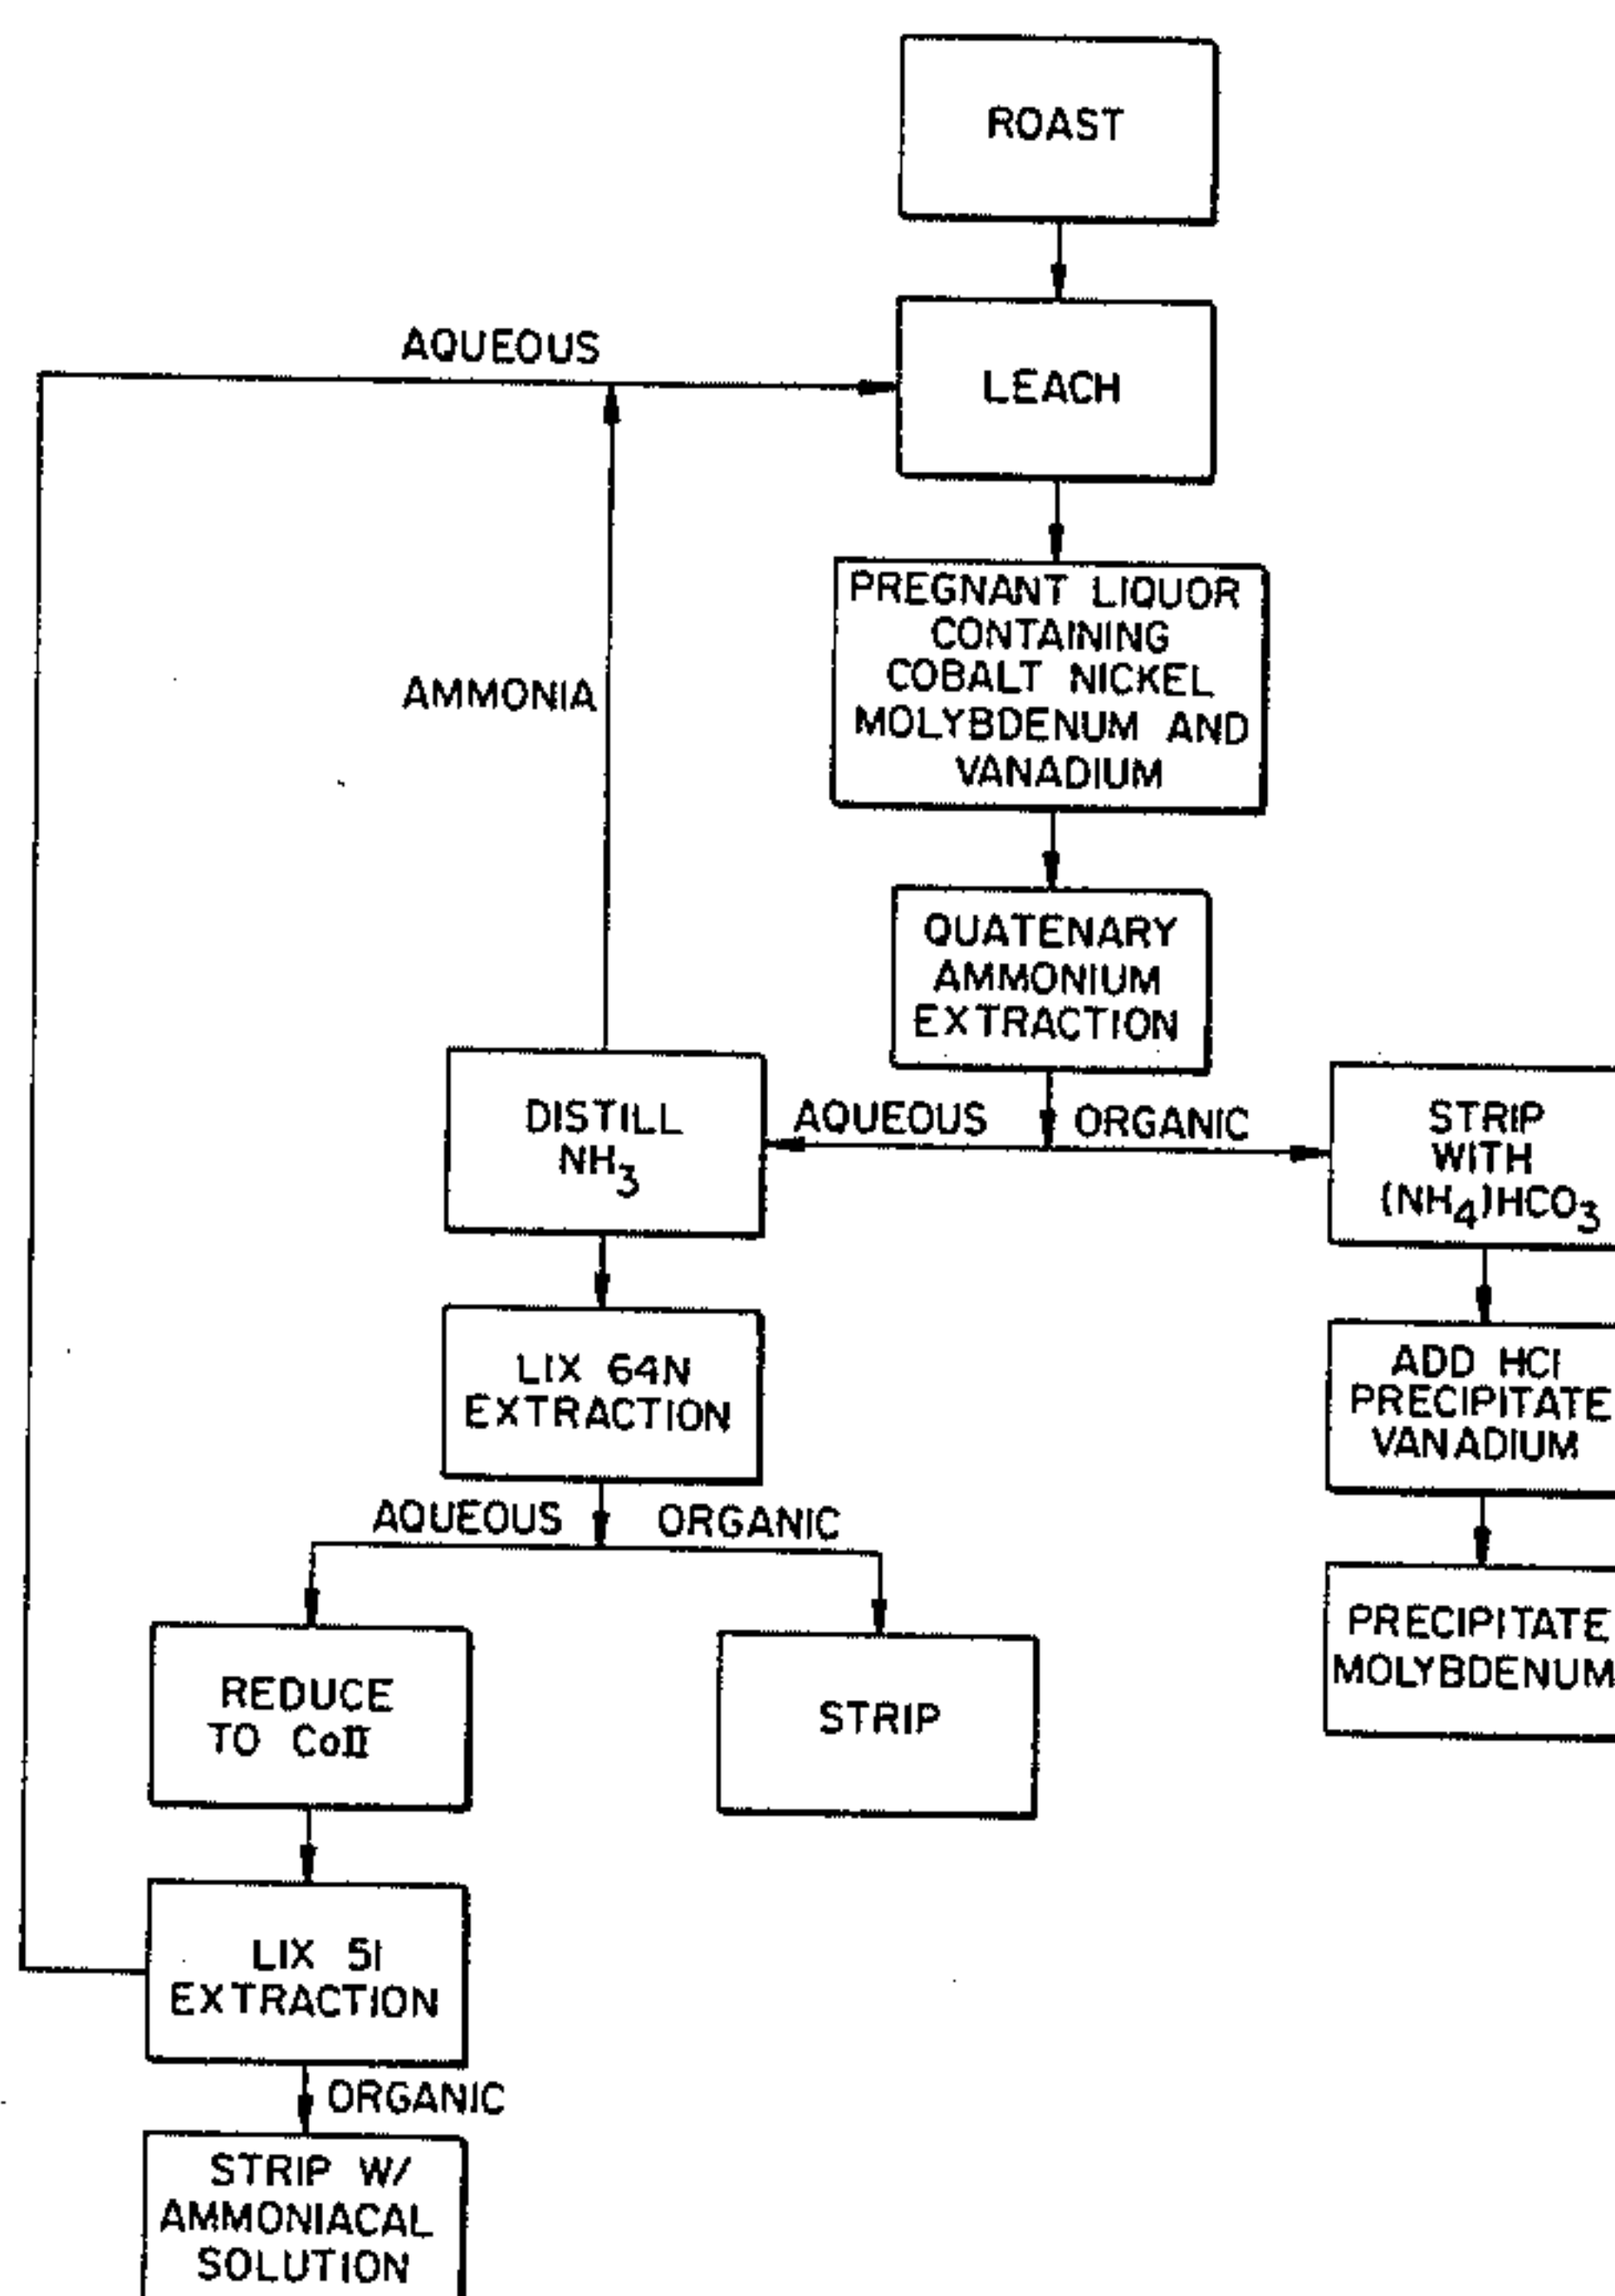 ROAST
AQUEOUS
LEACH
PREGNANT LIQUOR
CONTAINING
COBALT NICKEL
MOLYBDENUM AND
VANADIUM
AMMONIA
QUATENARY
AMMONIUM
EXTRACTION
DISTILL
NH3
AQUEOUS
ORGANIC
STRIP
WITH
(NH4)HCO3
LIX 64N
EXTRACTION
ADD HCl
PRECIPITATE
VANADIUM
AQUEOUS
ORGANIC
REDUCE
TO CoII
STRIP
PRECIPITATE
MOLYBDENUM
LIX 51
EXTRACTION
ORGANIC
STRIP W/
AMMONIACAL
SOLUTION